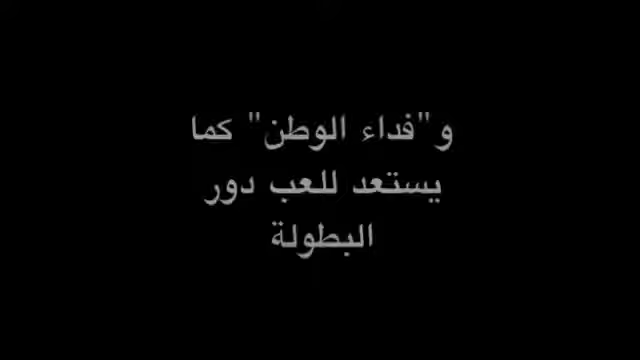 و"فداء الوطن" كما
يستعد للعب دور
البطولة